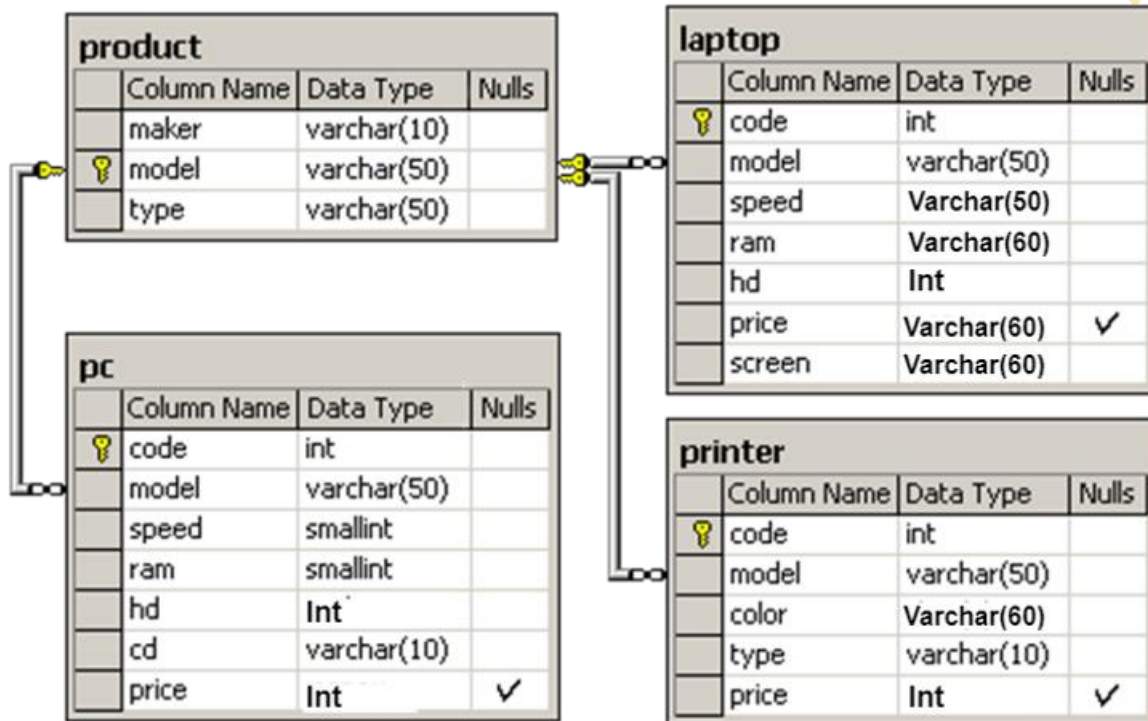 product
Column Name Data Type Nulls
maker varchar(10)
model varchar(50)
type varchar(50)
laptop
Column Name Data Type Nulls
code int
model varchar(50)
speed Varchar(50)
ram Varchar(60)
hd Int
price Varchar(60) ✓
screen Varchar(60)
pc
Column Name Data Type Nulls
code int
model varchar(50)
speed smallint
ram smallint
hd Int
cd varchar(10)
price Int ✓
printer
Column Name Data Type Nulls
code int
model varchar(50)
color Varchar(60)
type varchar(10)
price Int ✓